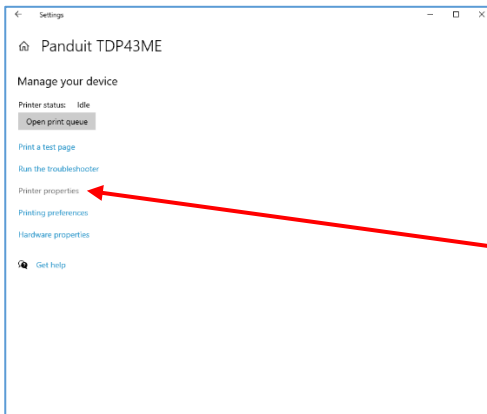 Settings
Panduit TDP43ME
Manage your device
Printer status: Idle
Open print queue
Print a test page
Run the troubleshooter
Printer properties
Printing preferences
Hardware properties
Get help